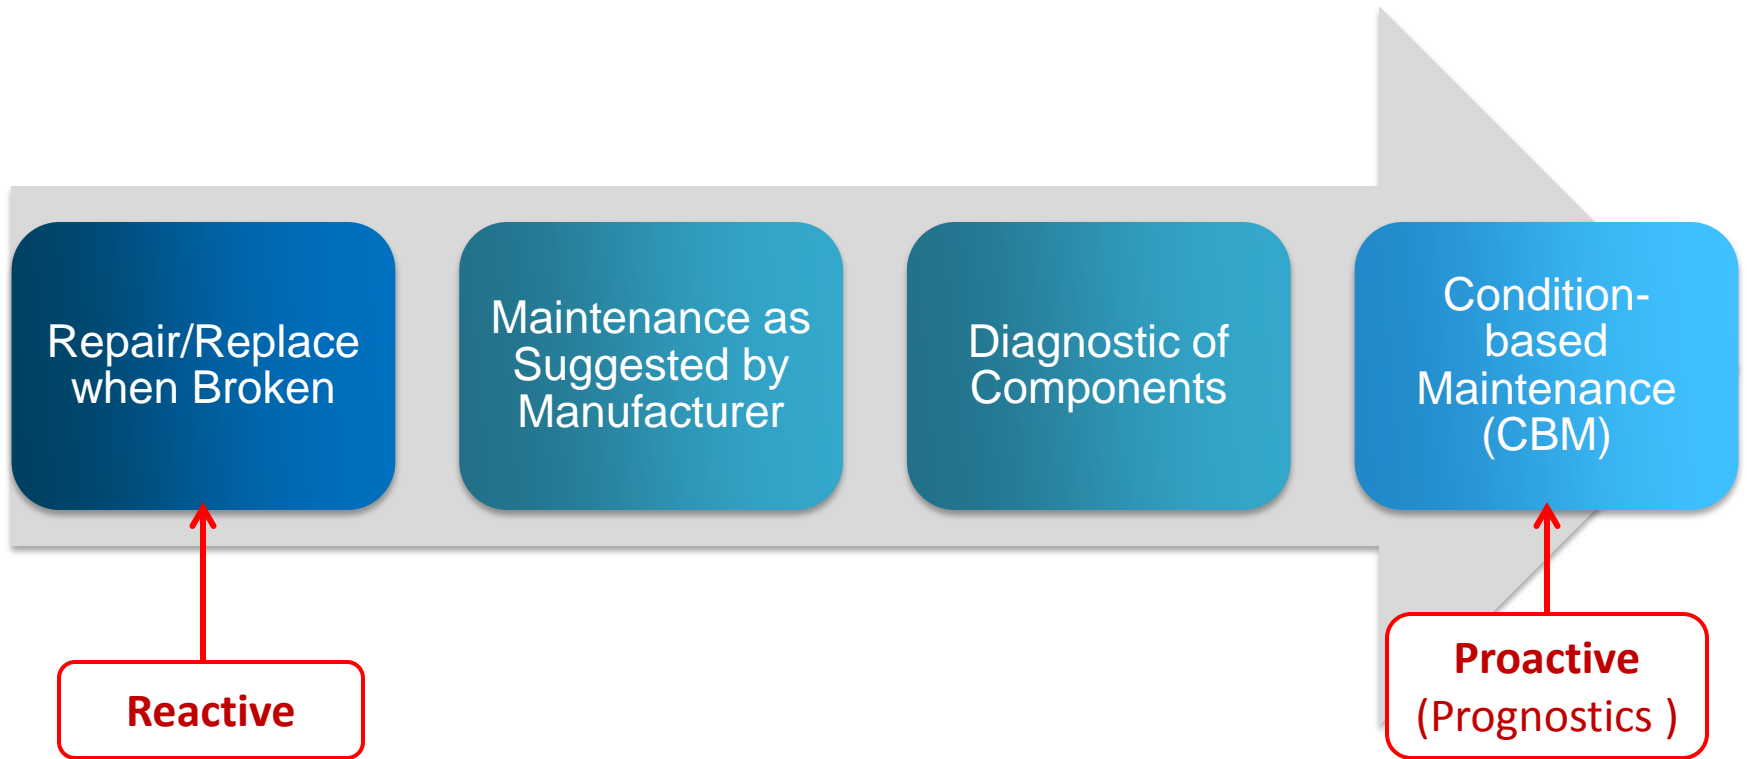 Repair/Replace
when Broken
Maintenance as
Suggested by
Manufacturer
Diagnostic of
Components
Condition-
based
Maintenance
(CBM)
Reactive
Proactive
(Prognostics )